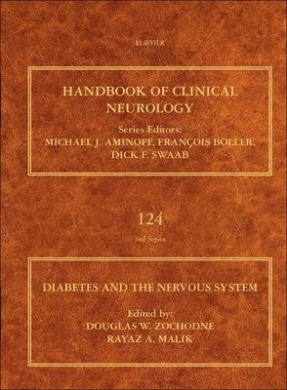 ELSEVIER
HANDBOOK OF CLINICAL
NEUROLOGY
Series Editors:
MICHAEL J. AMINOFF, FRANÇOIS BOLLER,
DICK F. SWAAB
124
3rd Series
DIABETES AND THE NERVOUS SYSTEM
Edited by:
DOUGLAS W. ZOCHODNE
RAYAZ A. MALIK